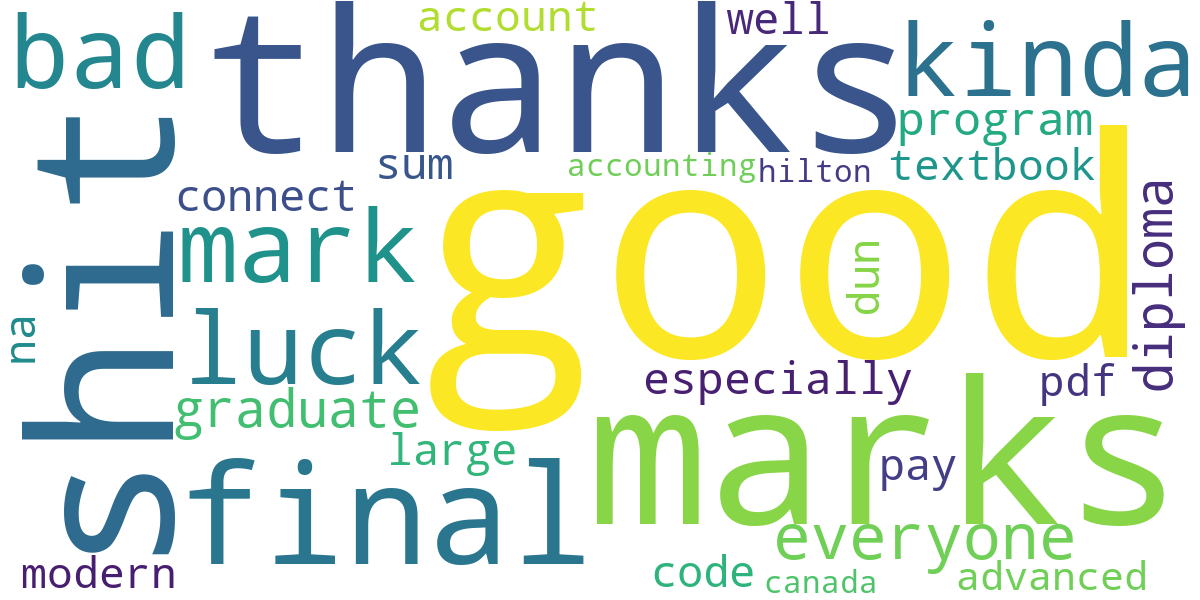 account
well
bad
thanks
kinda
program
sum
accounting
hilton
textbook
connect
shit
good
mark
dun
diploma
na
luck
especially
pdf
graduate
marks
large
pay
final
everyone
modern
code
canada
advanced